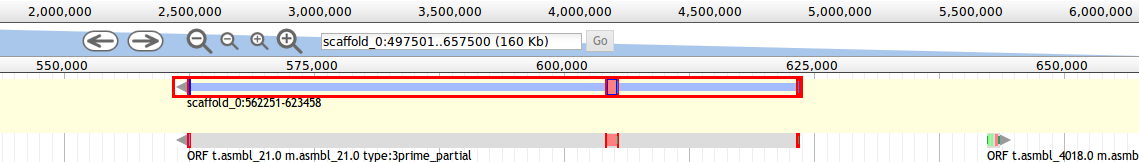 2,000,000 2,500,000 3,000,000 3,500,000 4,000,000 4,500,000 5,000,000 5,500,000 6,000,000
scaffold_0:497501..657500 (160 Kb) Go
550,000 575,000 600,000 625,000 650,000
scaffold_0:562251-623458
ORF t.asmbl_21.0 m.asmbl_21.0 type:3prime_partial ORF t.asmbl_4018.0 m.asmb